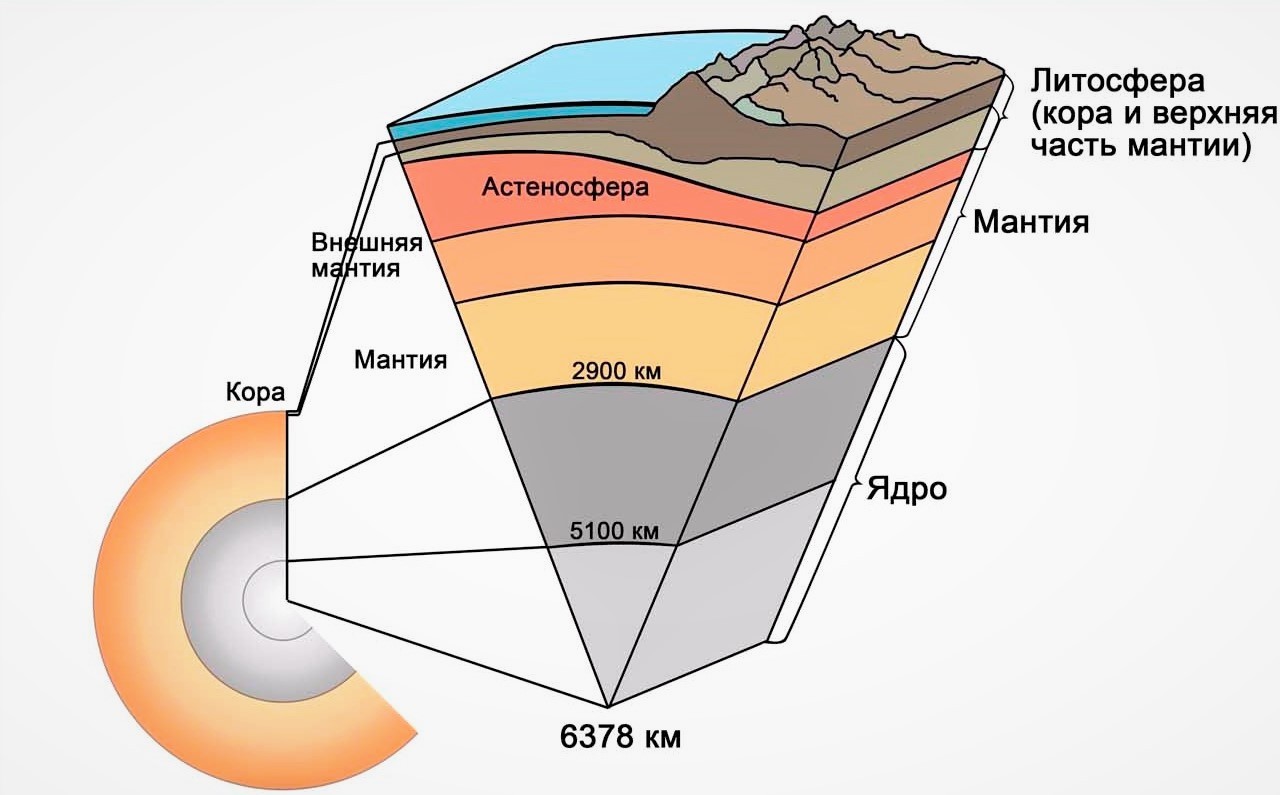 Литосфера
(кора и верхняя
часть мантии)
Астеносфера
Мантия
Внешняя
мантия
Мантия
2900 км
Кора
Ядро
5100 км
6378 км